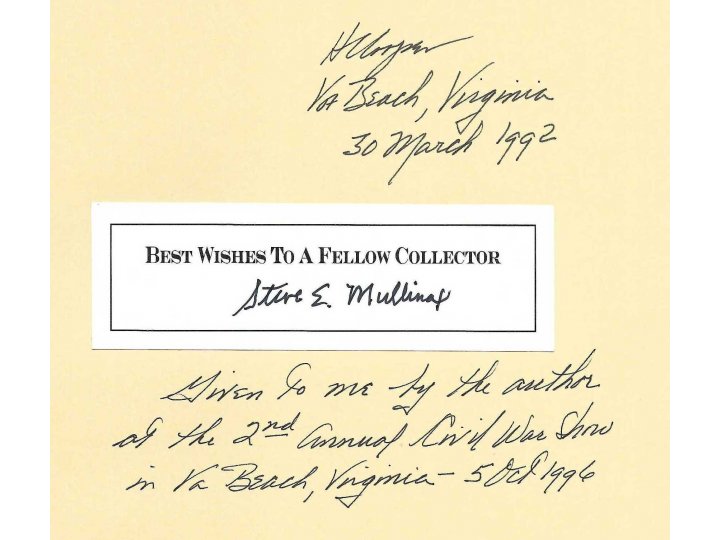 HCooper
Va Beach, Virginia
30 March 1992
BEST WISHES TO A FELLOW COLLECTOR
Steve E. Mullinax
Given to me by the author
at the 2nd Annual Civil War Show
in Va Beach, Virginia - 5 Oct 1996